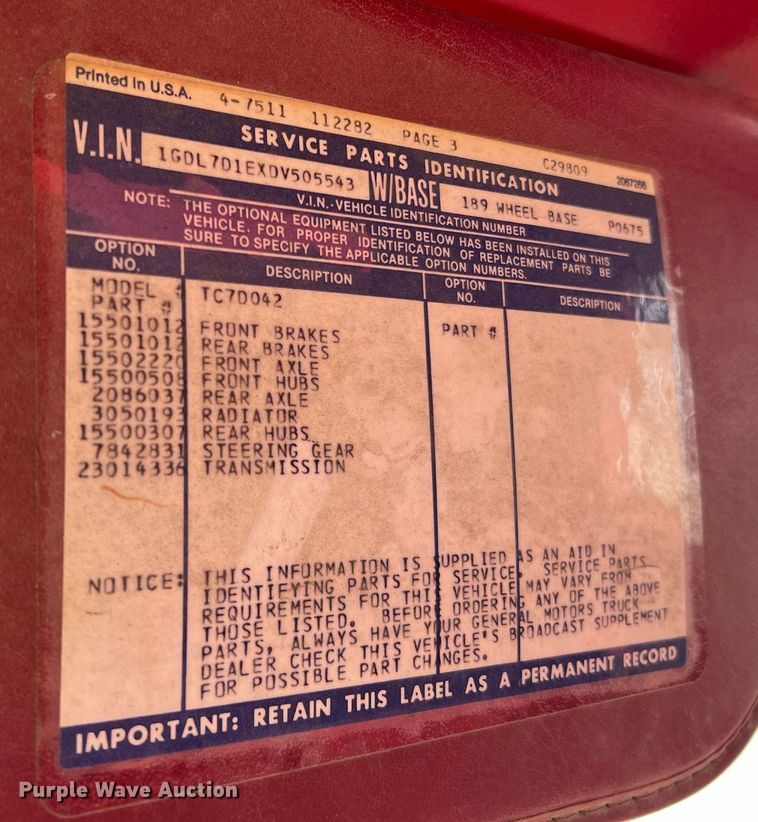 Printed in U.S.A. 4-7511 112282 PAGE 3 C29809 2067266
SERVICE PARTS IDENTIFICATION
V.I.N. 1GDL7D1EXDV505543 W/BASE 189 WHEEL BASE P0675
V.I.N.-VEHICLE IDENTIFICATION NUMBER
NOTE: THE OPTIONAL EQUIPMENT LISTED BELOW HAS BEEN INSTALLED ON THIS
VEHICLE. FOR PROPER IDENTIFICATION OF REPLACEMENT PARTS BE
SURE TO SPECIFY THE APPLICABLE OPTION NUMBERS.
OPTION NO. DESCRIPTION OPTION NO. DESCRIPTION
MODEL # TC7D042
PART # PART #
15501012 FRONT BRAKES
15501012 REAR BRAKES
15502220 FRONT AXLE
15500508 FRONT HUBS
2086037 REAR AXLE
3050193 RADIATOR
15500307 REAR HUBS
7842831 STEERING GEAR
23014336 TRANSMISSION
NOTICE: THIS INFORMATION IS SUPPLIED AS AN AID IN
IDENTIFYING PARTS FOR SERVICE. SERVICE PARTS
REQUIREMENTS FOR THIS VEHICLE MAY VARY FROM
THOSE LISTED. BEFORE ORDERING ANY OF THE ABOVE
PARTS, ALWAYS HAVE YOUR GENERAL MOTORS TRUCK
DEALER CHECK THIS VEHICLE'S BROADCAST SUPPLEMENT
FOR POSSIBLE PART CHANGES.
IMPORTANT: RETAIN THIS LABEL AS A PERMANENT RECORD
Purple Wave Auction